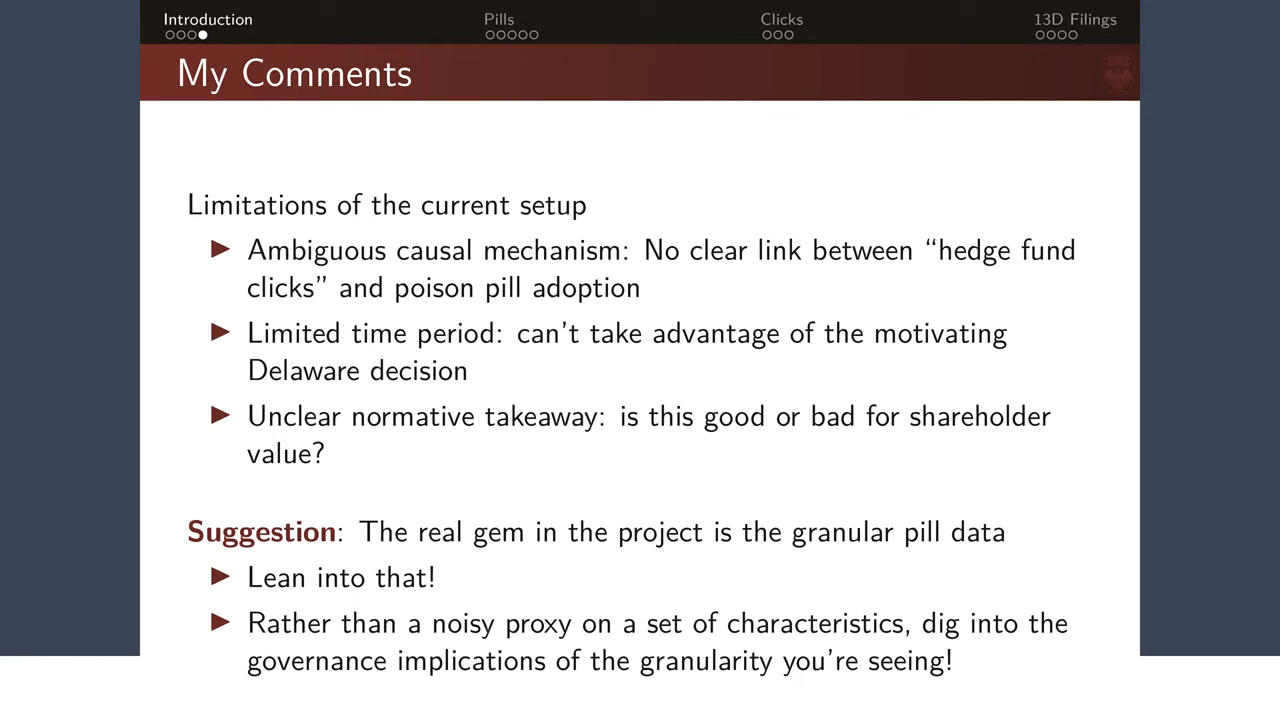 Introduction Pills Clicks 13D Filings
My Comments
Limitations of the current setup
Ambiguous causal mechanism: No clear link between “hedge fund
clicks” and poison pill adoption
Limited time period: can’t take advantage of the motivating
Delaware decision
Unclear normative takeaway: is this good or bad for shareholder
value?
Suggestion: The real gem in the project is the granular pill data
Lean into that!
Rather than a noisy proxy on a set of characteristics, dig into the
governance implications of the granularity you’re seeing!